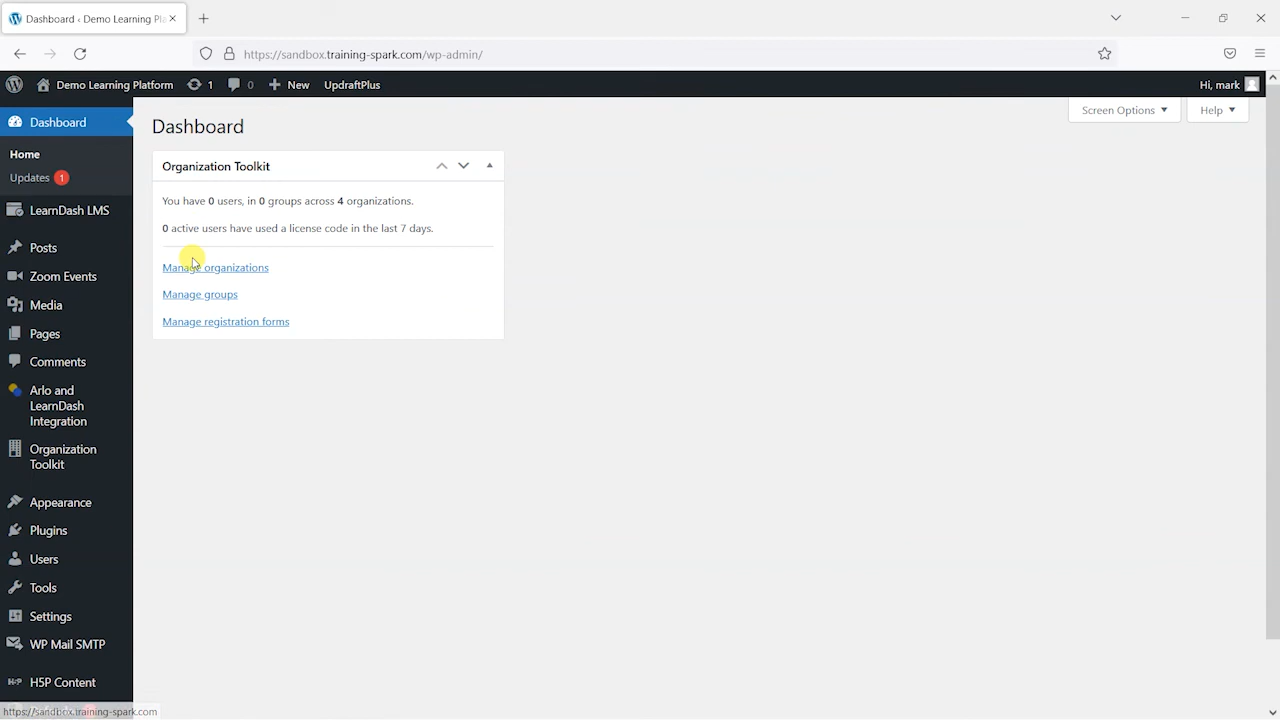 Dashboard ‹ Demo Learning Pla
https://sandbox.training-spark.com/wp-admin/
Demo Learning Platform
1
0
New
UpdraftPlus
Hi, mark
Dashboard
Home
Updates 1
LearnDash LMS
Posts
Zoom Events
Media
Pages
Comments
Arlo and
LearnDash
Integration
Organization
Toolkit
Appearance
Plugins
Users
Tools
Settings
WP Mail SMTP
H5P Content
https://sandbox.training-spark.com
Screen Options
Help
Dashboard
Organization Toolkit
You have 0 users, in 0 groups across 4 organizations.
0 active users have used a license code in the last 7 days.
Manage organizations
Manage groups
Manage registration forms